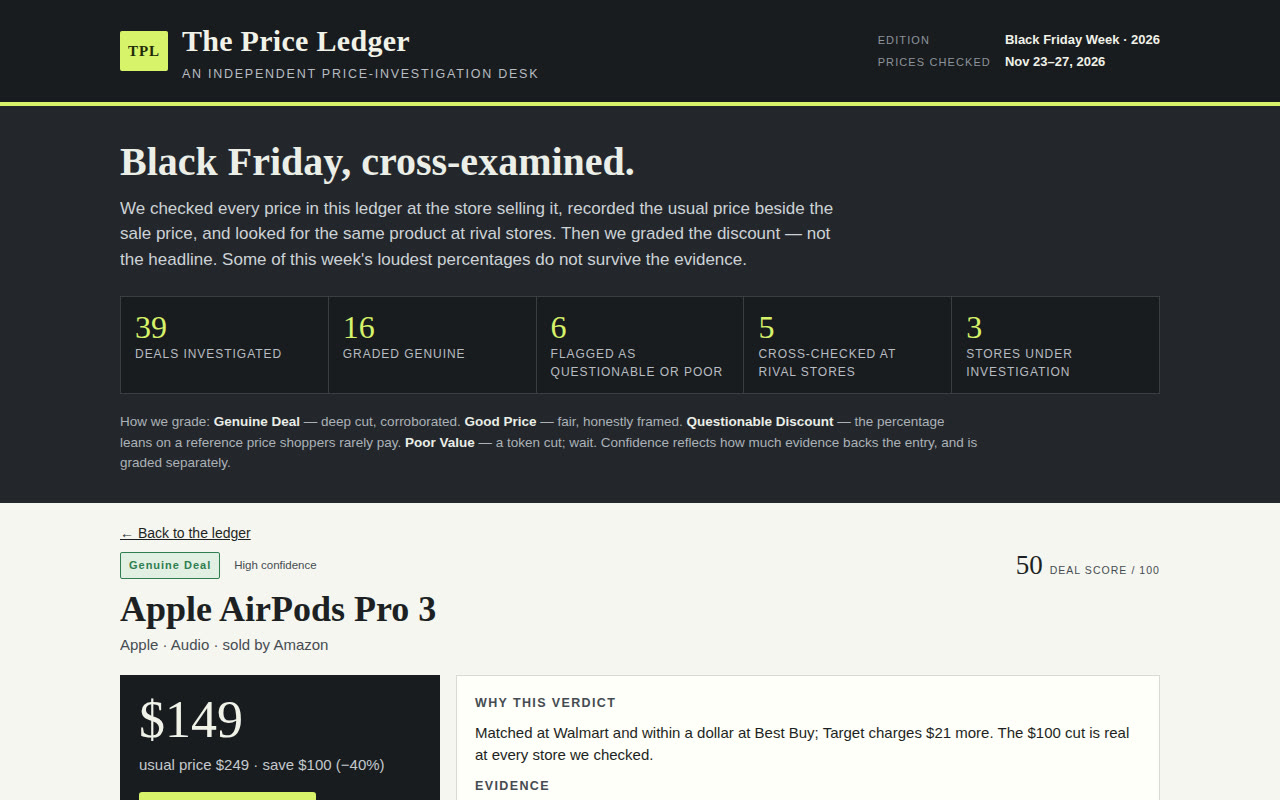 TPL
The Price Ledger
AN INDEPENDENT PRICE-INVESTIGATION DESK
EDITION Black Friday Week · 2026
PRICES CHECKED Nov 23–27, 2026
Black Friday, cross-examined.
We checked every price in this ledger at the store selling it, recorded the usual price beside the
sale price, and looked for the same product at rival stores. Then we graded the discount — not
the headline. Some of this week's loudest percentages do not survive the evidence.
39
DEALS INVESTIGATED
16
GRADED GENUINE
6
FLAGGED AS
QUESTIONABLE OR POOR
5
CROSS-CHECKED AT
RIVAL STORES
3
STORES UNDER
INVESTIGATION
How we grade: Genuine Deal — deep cut, corroborated. Good Price — fair, honestly framed. Questionable Discount — the percentage
leans on a reference price shoppers rarely pay. Poor Value — a token cut; wait. Confidence reflects how much evidence backs the entry, and is
graded separately.
← Back to the ledger
Genuine Deal High confidence
50 DEAL SCORE / 100
Apple AirPods Pro 3
Apple · Audio · sold by Amazon
$149
usual price $249 · save $100 (−40%)
WHY THIS VERDICT
Matched at Walmart and within a dollar at Best Buy; Target charges $21 more. The $100 cut is real
at every store we checked.
EVIDENCE